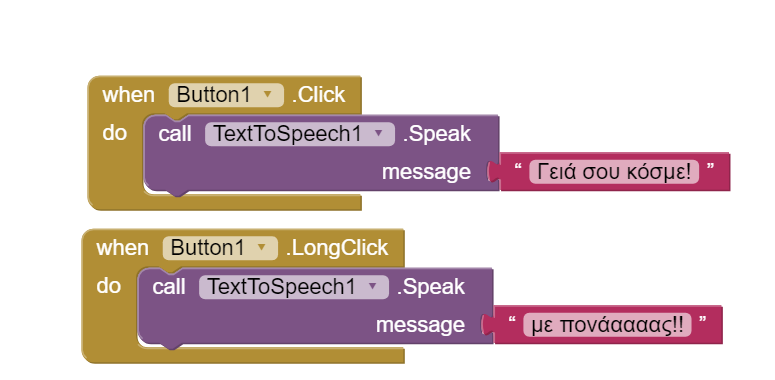 when Button1 .Click
do call TextToSpeech1 .Speak
message “ Γειά σου κόσμε! ”
when Button1 .LongClick
do call TextToSpeech1 .Speak
message “ με πονάαααας!! ”